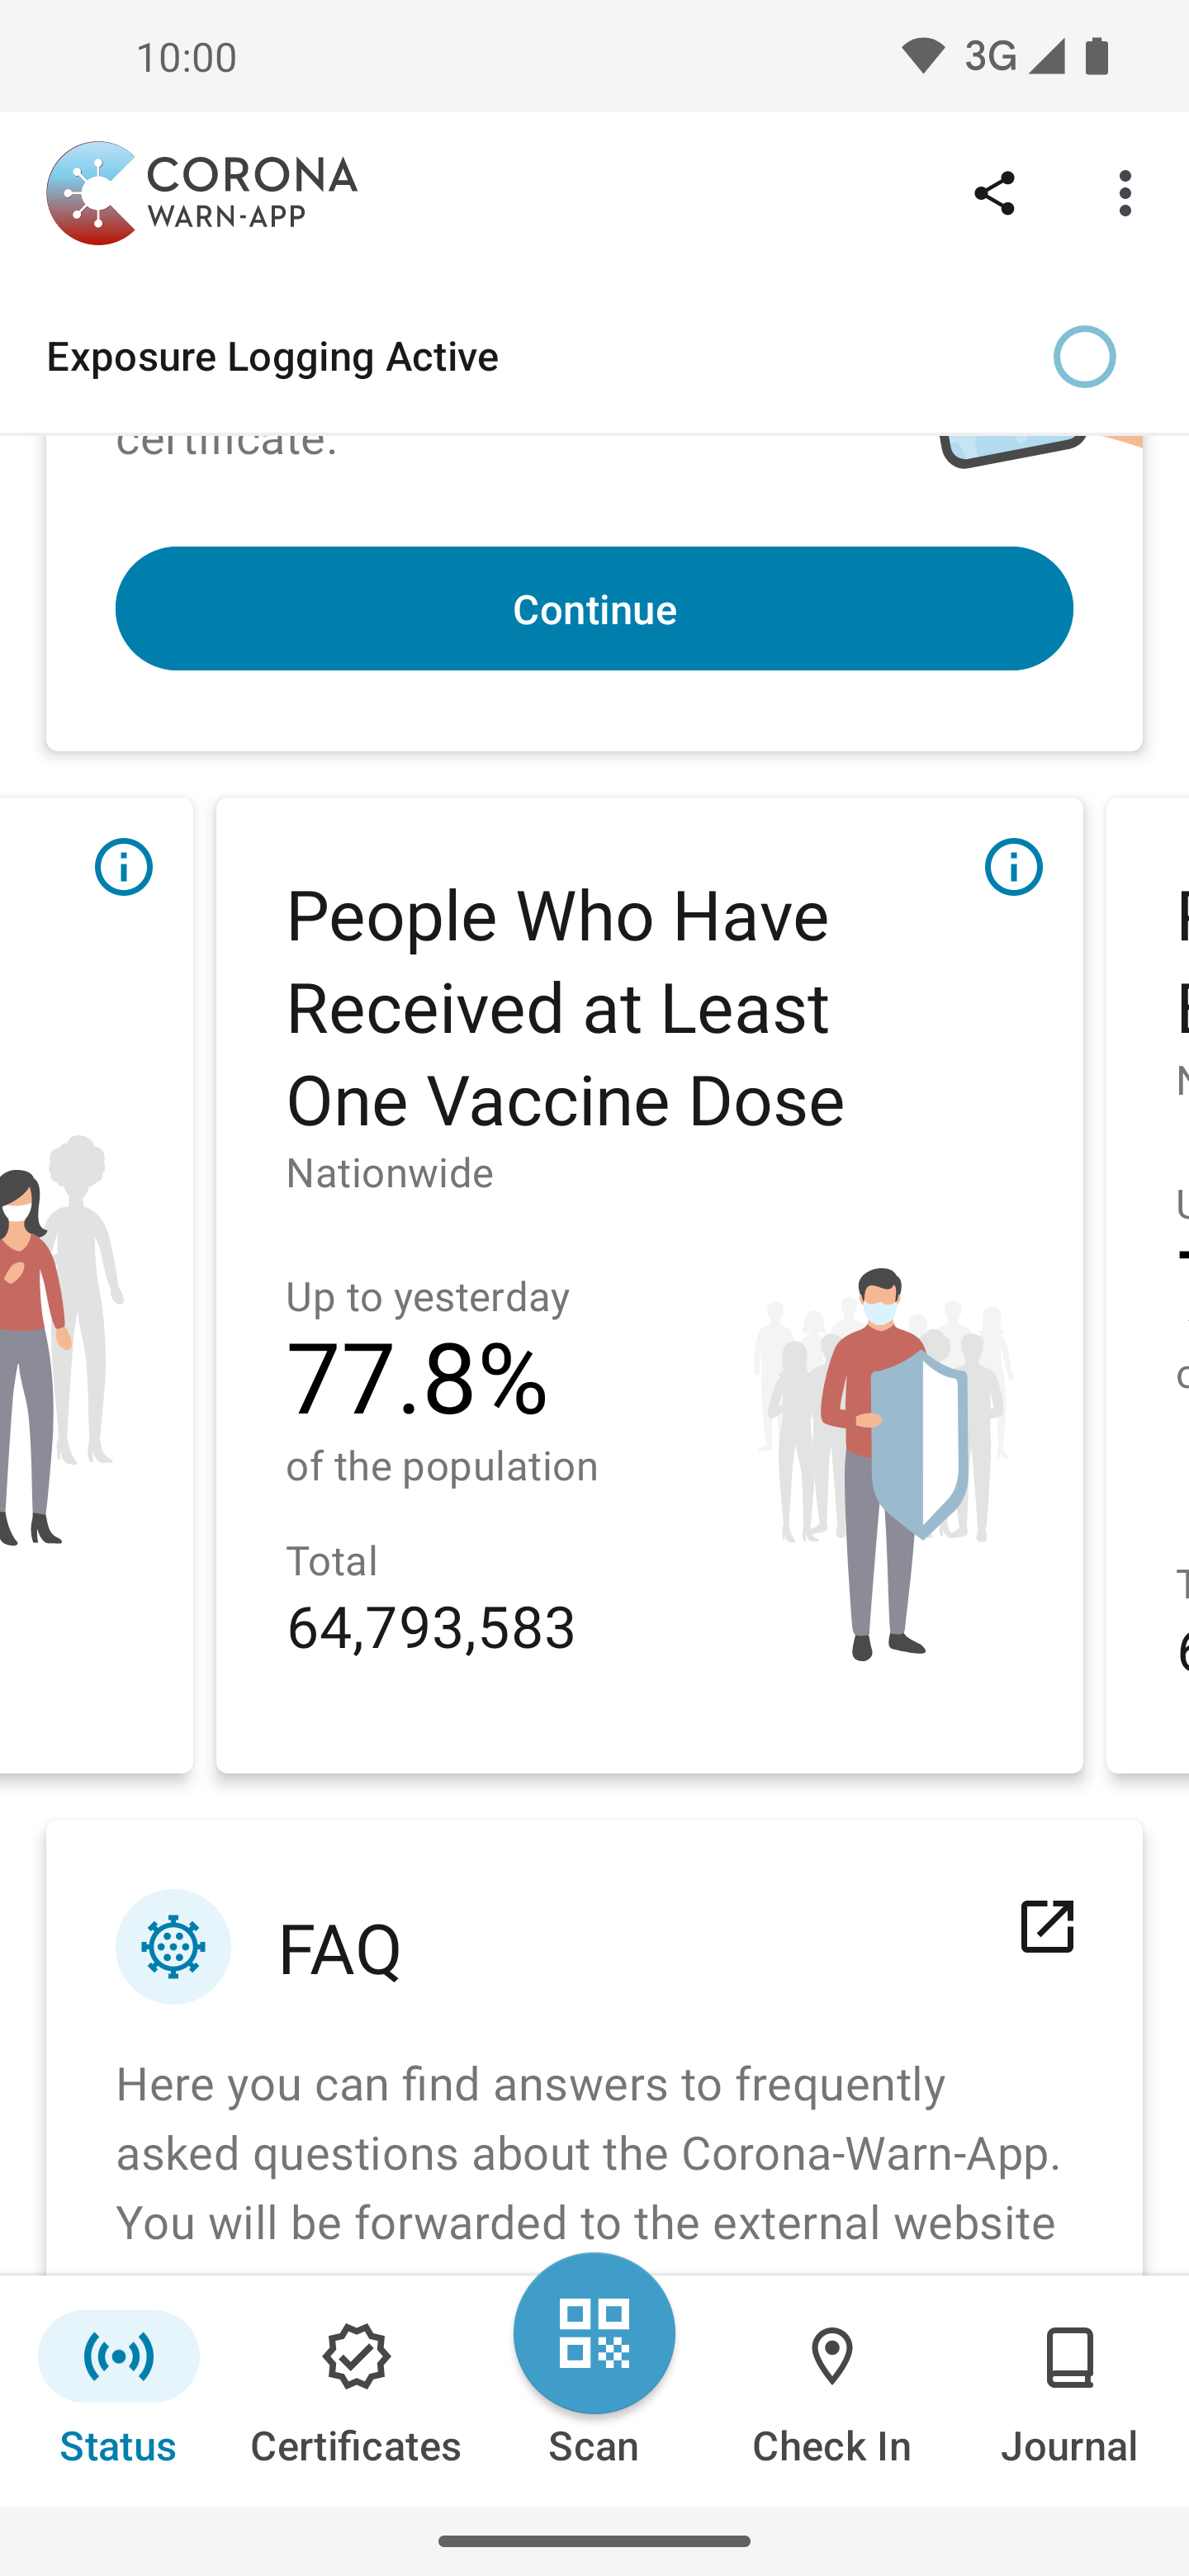 10:00
3G
CORONA
WARN-APP
Exposure Logging Active
certificate.
Continue
People Who Have
Received at Least
One Vaccine Dose
Nationwide
Up to yesterday
77.8%
of the population
Total
64,793,583
FAQ
Here you can find answers to frequently
asked questions about the Corona-Warn-App.
You will be forwarded to the external website
Status
Certificates
Scan
Check In
Journal